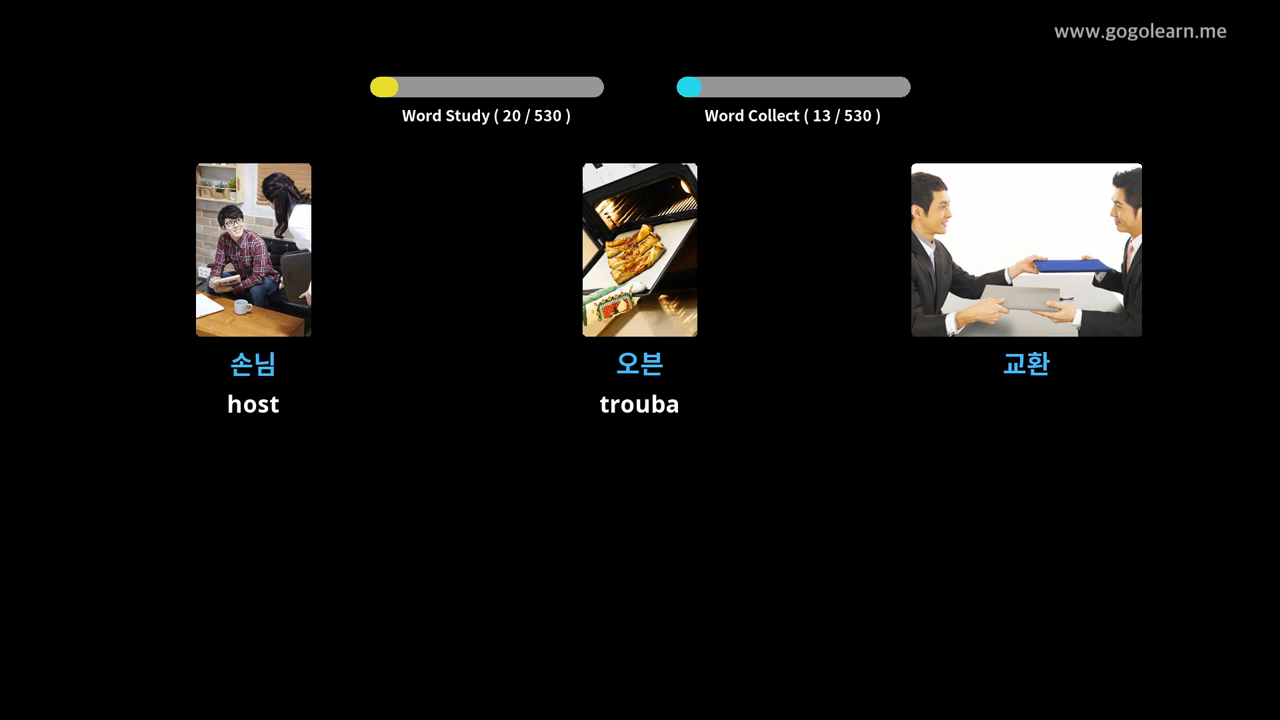 www.gogolearn.me
Word Study ( 20 / 530 )
Word Collect ( 13 / 530 )
손님
오븐
교환
host
trouba